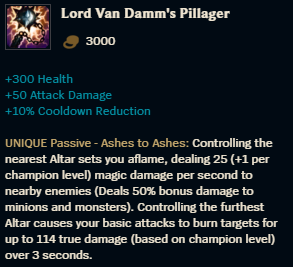 Lord Van Damm's Pillager
3000
+300 Health
+50 Attack Damage
+10% Cooldown Reduction
UNIQUE Passive - Ashes to Ashes: Controlling the
nearest Altar sets you aflame, dealing 25 (+1 per
champion level) magic damage per second to
nearby enemies (Deals 50% bonus damage to
minions and monsters). Controlling the furthest
Altar causes your basic attacks to burn targets for
up to 114 true damage (based on champion level)
over 3 seconds.